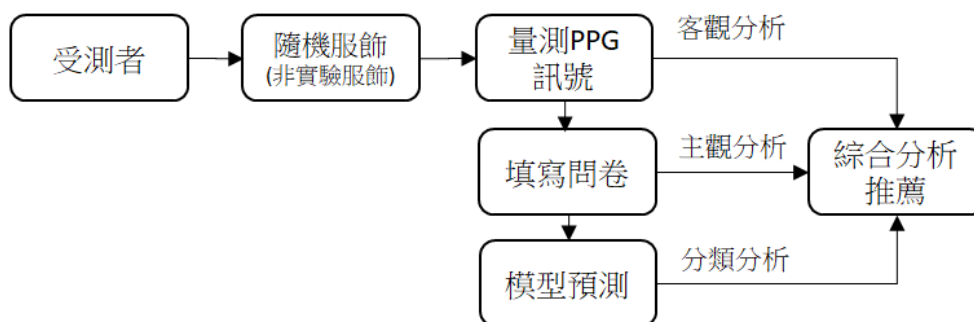 受測者
隨機服飾
(非實驗服飾)
量測PPG
訊號
客觀分析
填寫問卷
主觀分析
綜合分析
推薦
模型預測
分類分析